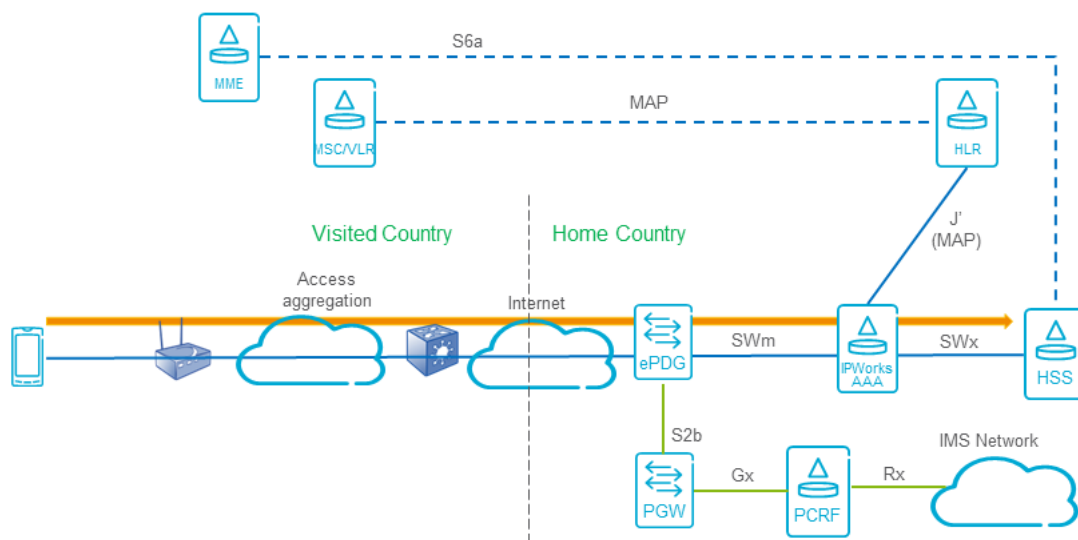 S6a
MME
MAP
MSC/VLR
HLR
J'
(MAP)
Visited Country
Home Country
Access
aggregation
Internet
SWm
SWx
ePDG
IPWorks
AAA
HSS
S2b
IMS Network
Gx
Rx
PGW
PCRF